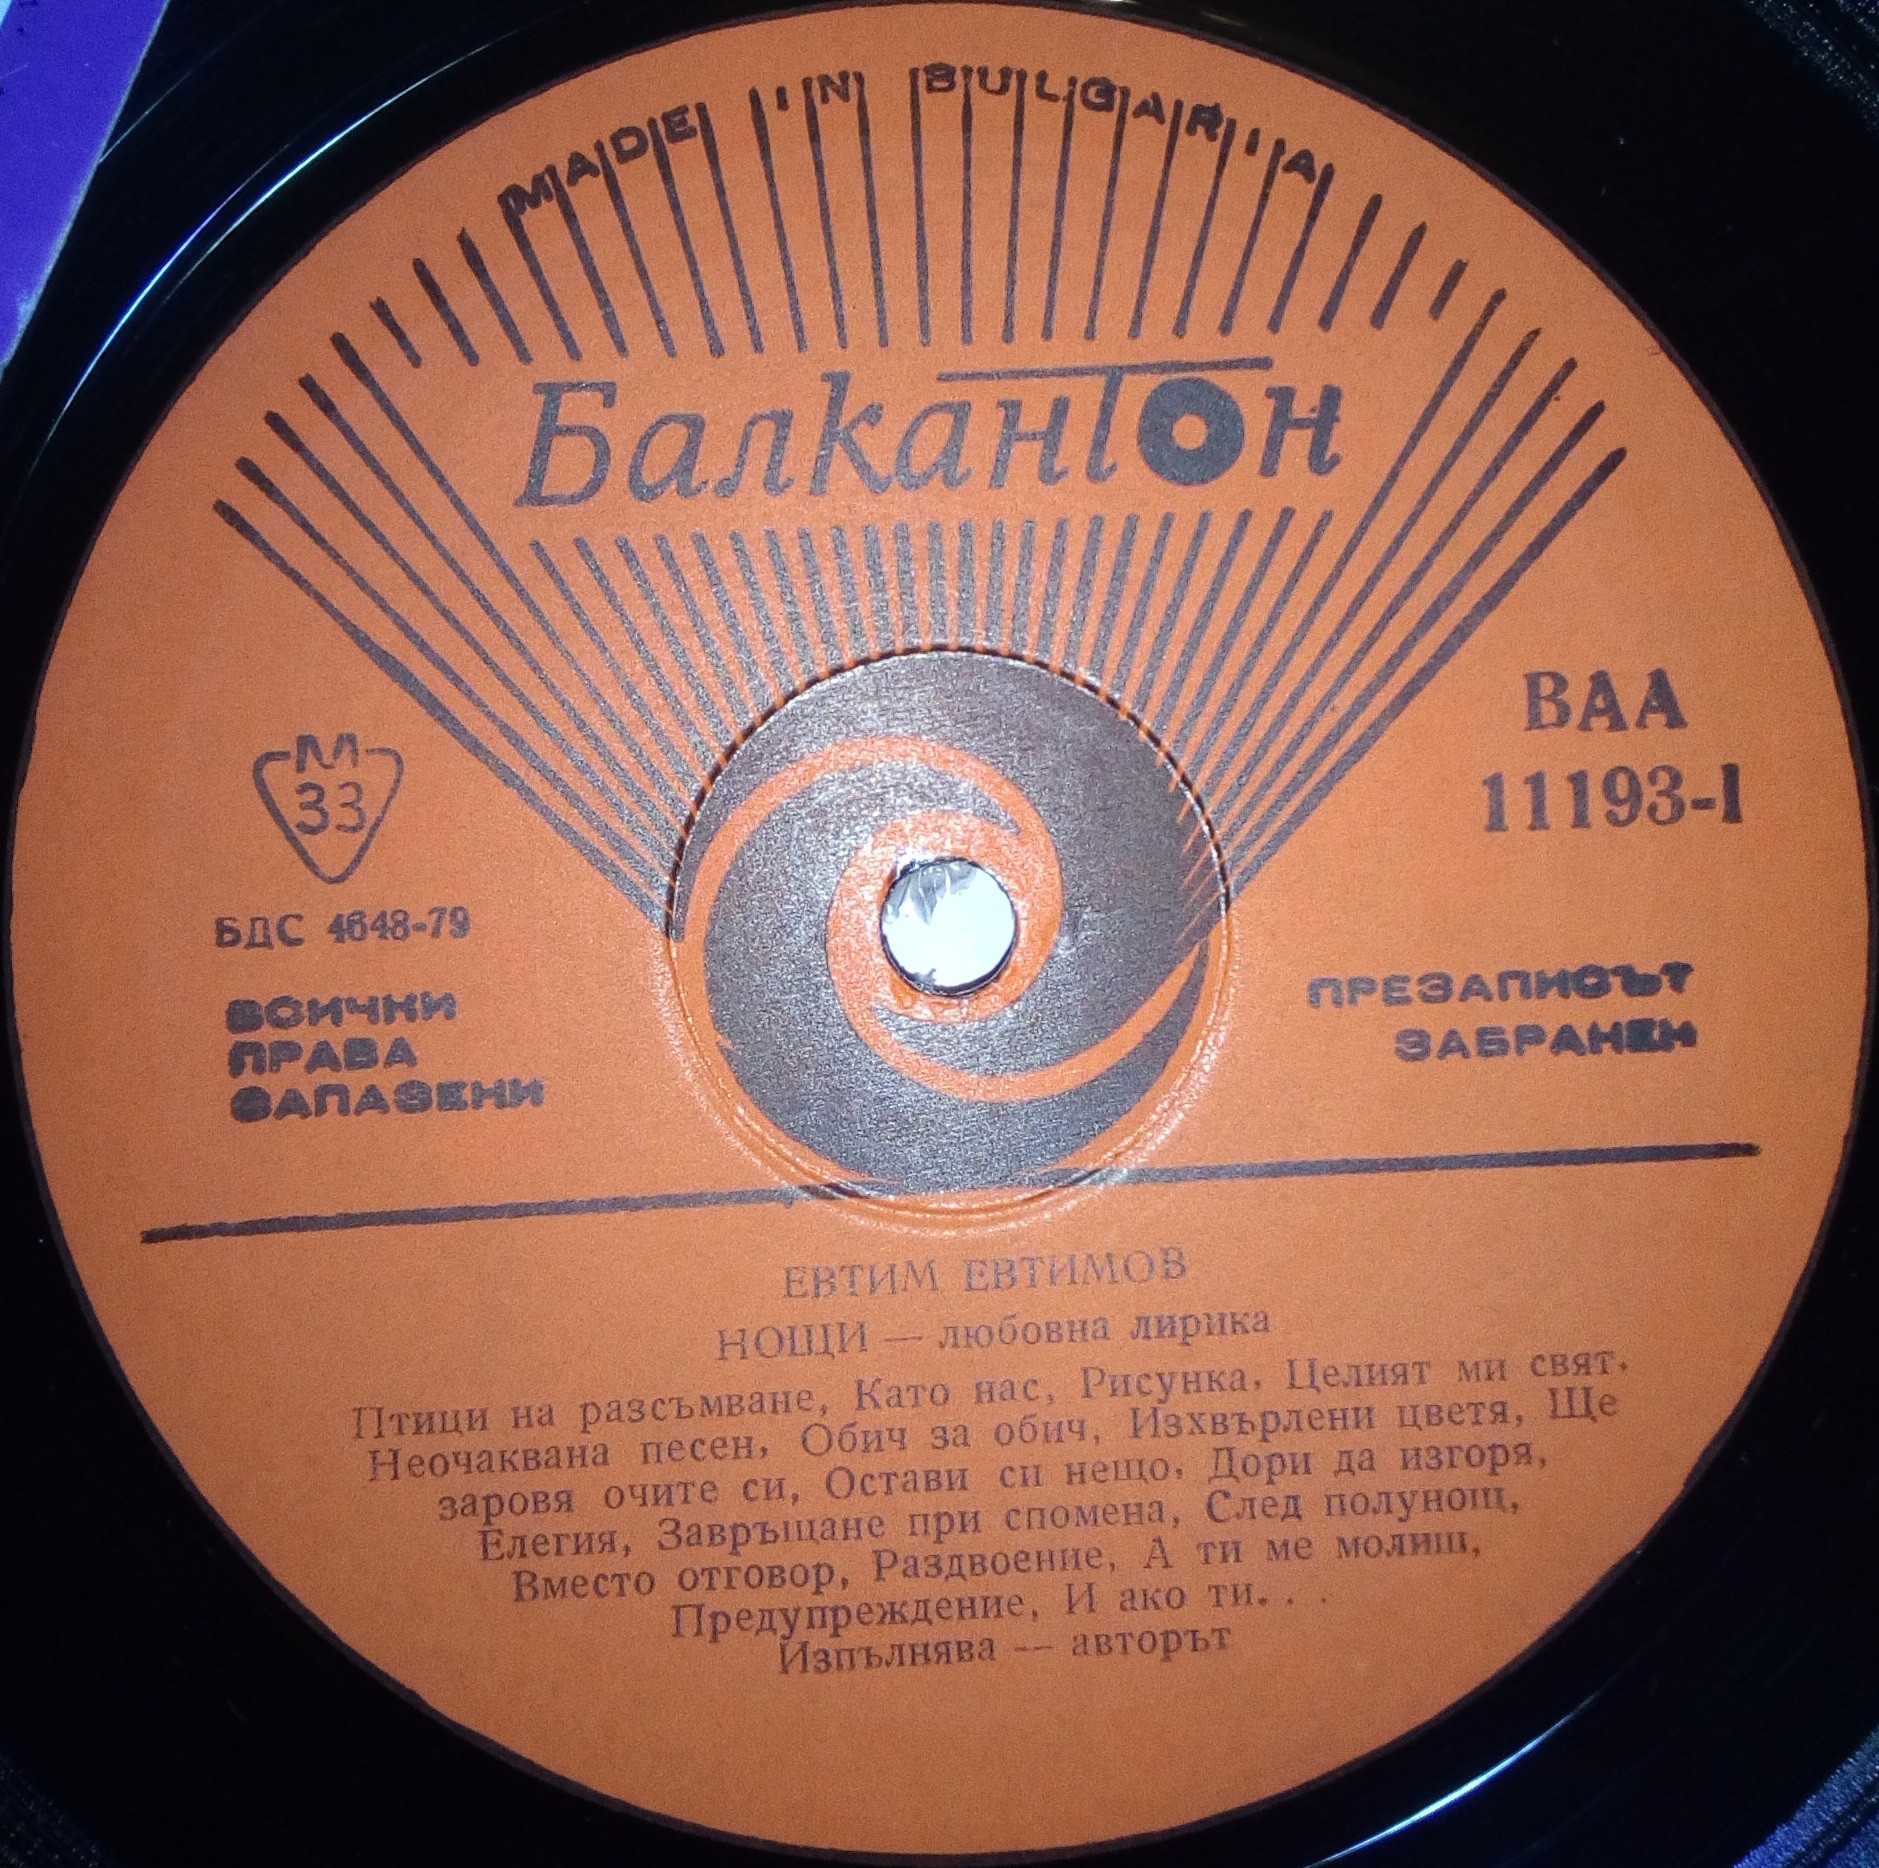 MADE IN BULGARIA
Балкантон
ВАА
11193-I
М
33
БДС 4648-79
ВСИЧКИ
ПРАВА
ЗАПАЗЕНИ
ПРЕЗАПИСЪТ
ЗАБРАНЕН
ЕВТИМ ЕВТИМОВ
НОЩИ — любовна лирика
Птици на разсъмване, Като нас, Рисунка, Целият ми свят,
Неочаквана песен, Обич за обич, Изхвърлени цветя, Ще
заровя очите си, Остави си нещо, Дори да изгоря,
Елегия, Завръщане при спомена, След полунощ,
Вместо отговор, Раздвоение, А ти ме молиш,
Предупреждение, И ако ти. . .
Изпълнява — авторът